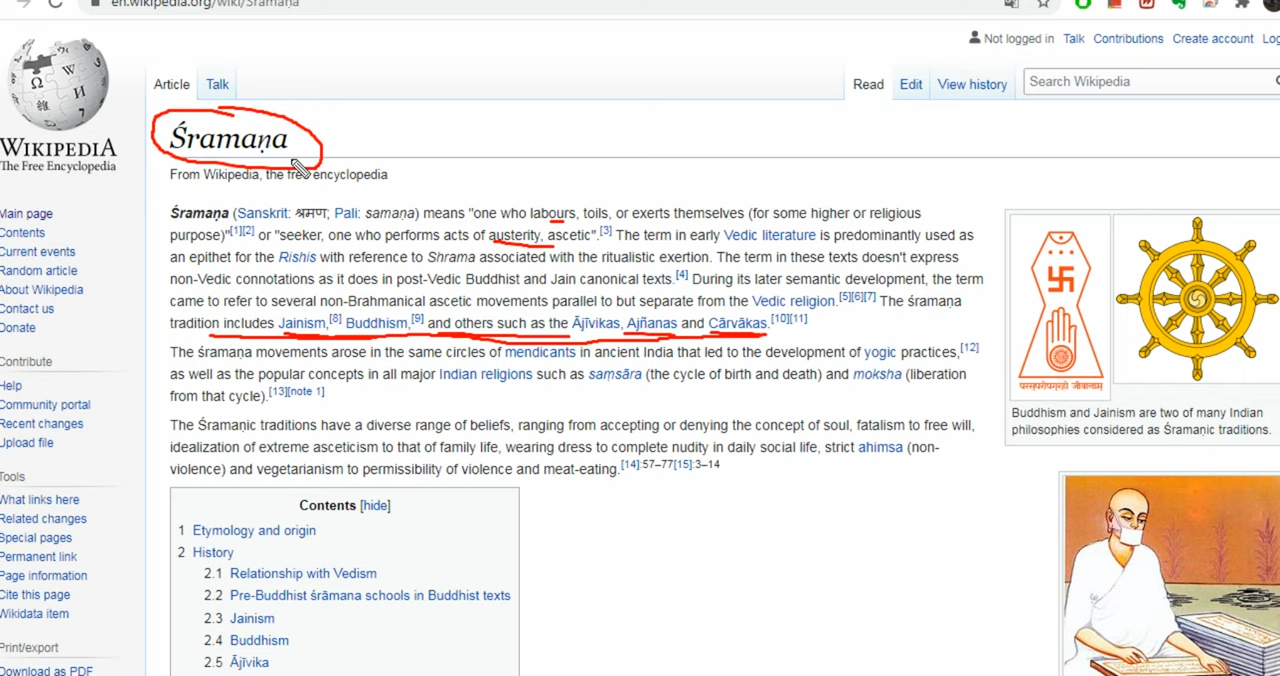 en.wikipedia.org/wiki/Śramaṇa
Not logged in Talk Contributions Create account Log
Article Talk
Read Edit View history
Search Wikipedia
WIKIPEDIA
The Free Encyclopedia
Main page
Contents
Current events
Random article
About Wikipedia
Contact us
Donate
Contribute
Help
Community portal
Recent changes
Upload file
Tools
What links here
Related changes
Special pages
Permanent link
Page information
Cite this page
Wikidata item
Print/export
Download as PDF
Śramaṇa
From Wikipedia, the free encyclopedia
Śramaṇa (Sanskrit: श्रमण; Pali: samaṇa) means "one who labours, toils, or exerts themselves (for some higher or religious
purpose)"[1][2] or "seeker, one who performs acts of austerity, ascetic".[3] The term in early Vedic literature is predominantly used as
an epithet for the Rishis with reference to Shrama associated with the ritualistic exertion. The term in these texts doesn't express
non-Vedic connotations as it does in post-Vedic Buddhist and Jain canonical texts.[4] During its later semantic development, the term
came to refer to several non-Brahmanical ascetic movements parallel to but separate from the Vedic religion.[5][6][7] The śramaṇa
tradition includes Jainism,[8] Buddhism,[9] and others such as the Ājīvikas, Ajñanas and Cārvākas.[10][11]
The śramaṇa movements arose in the same circles of mendicants in ancient India that led to the development of yogic practices,[12]
as well as the popular concepts in all major Indian religions such as saṃsāra (the cycle of birth and death) and moksha (liberation
from that cycle).[13][note 1]
The Śramaṇic traditions have a diverse range of beliefs, ranging from accepting or denying the concept of soul, fatalism to free will,
idealization of extreme asceticism to that of family life, wearing dress to complete nudity in daily social life, strict ahimsa (non-
violence) and vegetarianism to permissibility of violence and meat-eating.[14]:57–77[15]:3–14
Contents [hide]
1 Etymology and origin
2 History
2.1 Relationship with Vedism
2.2 Pre-Buddhist śrāmana schools in Buddhist texts
2.3 Jainism
2.4 Buddhism
2.5 Ājīvika
परस्परोपग्रहो जीवानाम्
Buddhism and Jainism are two of many Indian
philosophies considered as Śramaṇic traditions.